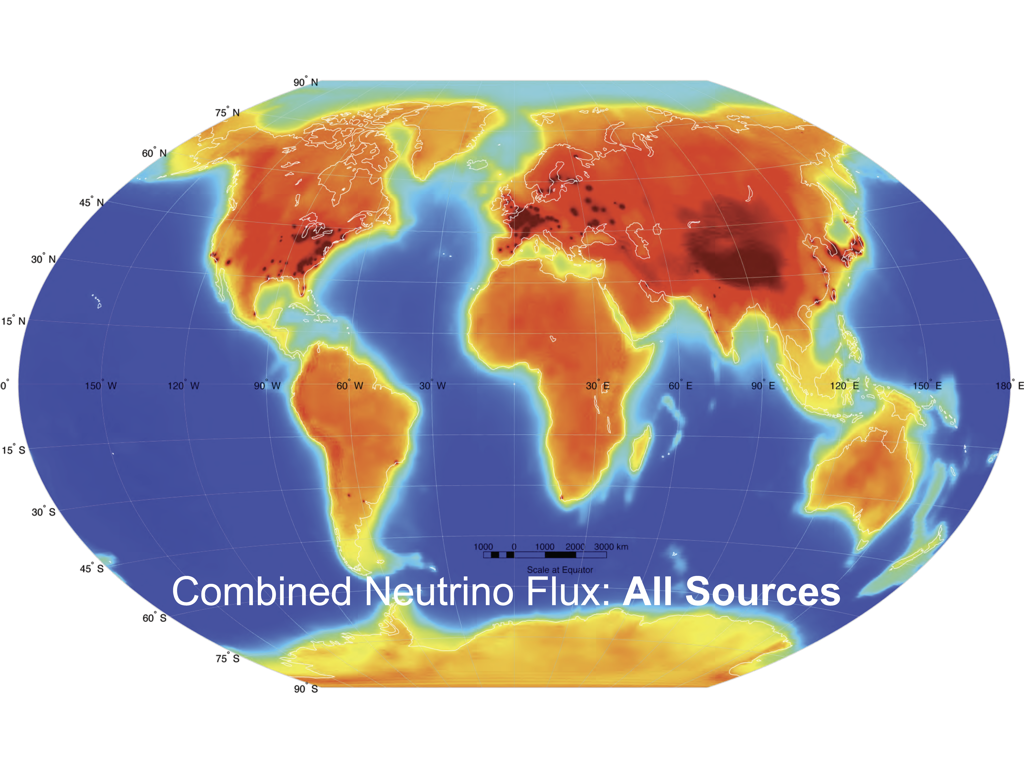 90° N
75° N
60° N
45° N
30° N
15° N
0° 150° W 120° W 90° W 60° W 30° W 30° E 60° E 90° E 120° E 150° E 180° E
15° S
30° S
1000 0 1000 2000 3000 km
Scale at Equator
45° S
Combined Neutrino Flux: All Sources
60° S
75° S
90° S